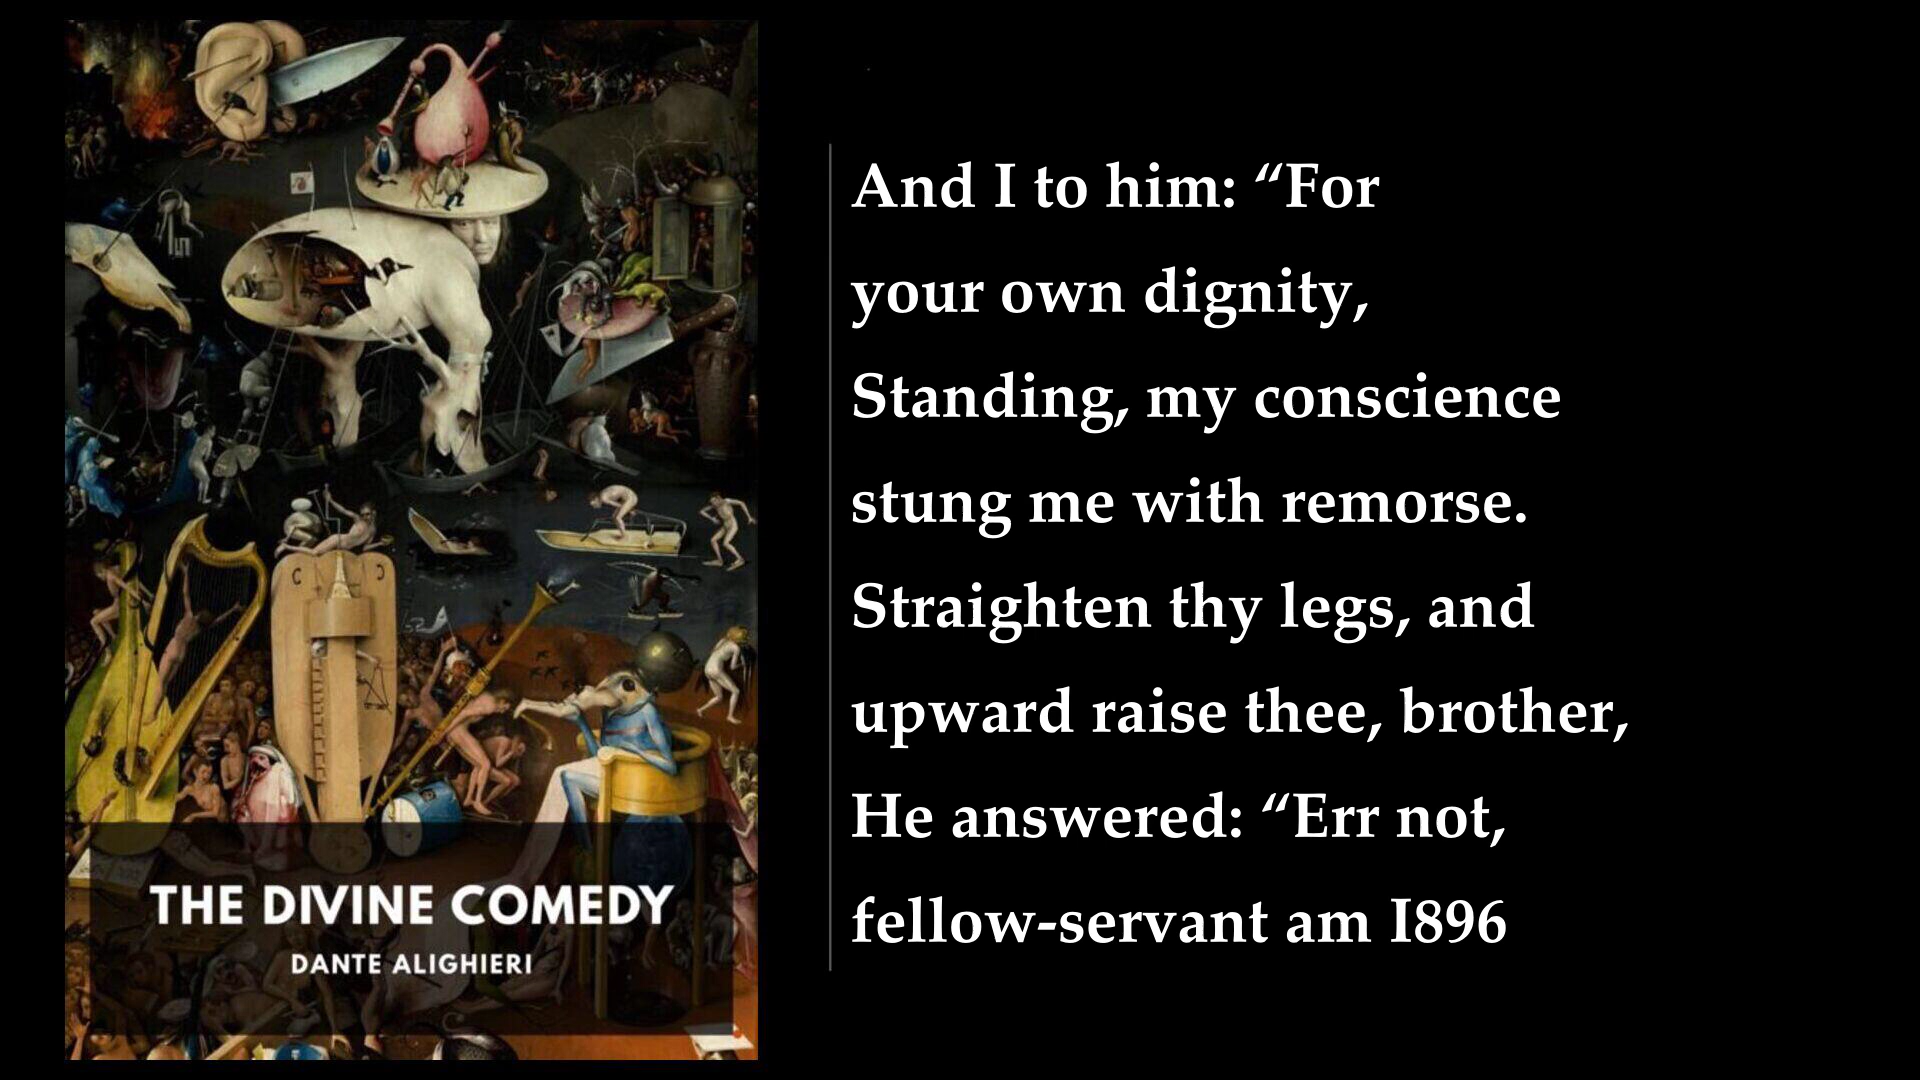 THE DIVINE COMEDY
DANTE ALIGHIERI
And I to him: “For
your own dignity,
Standing, my conscience
stung me with remorse.
Straighten thy legs, and
upward raise thee, brother,
He answered: “Err not,
fellow-servant am I896